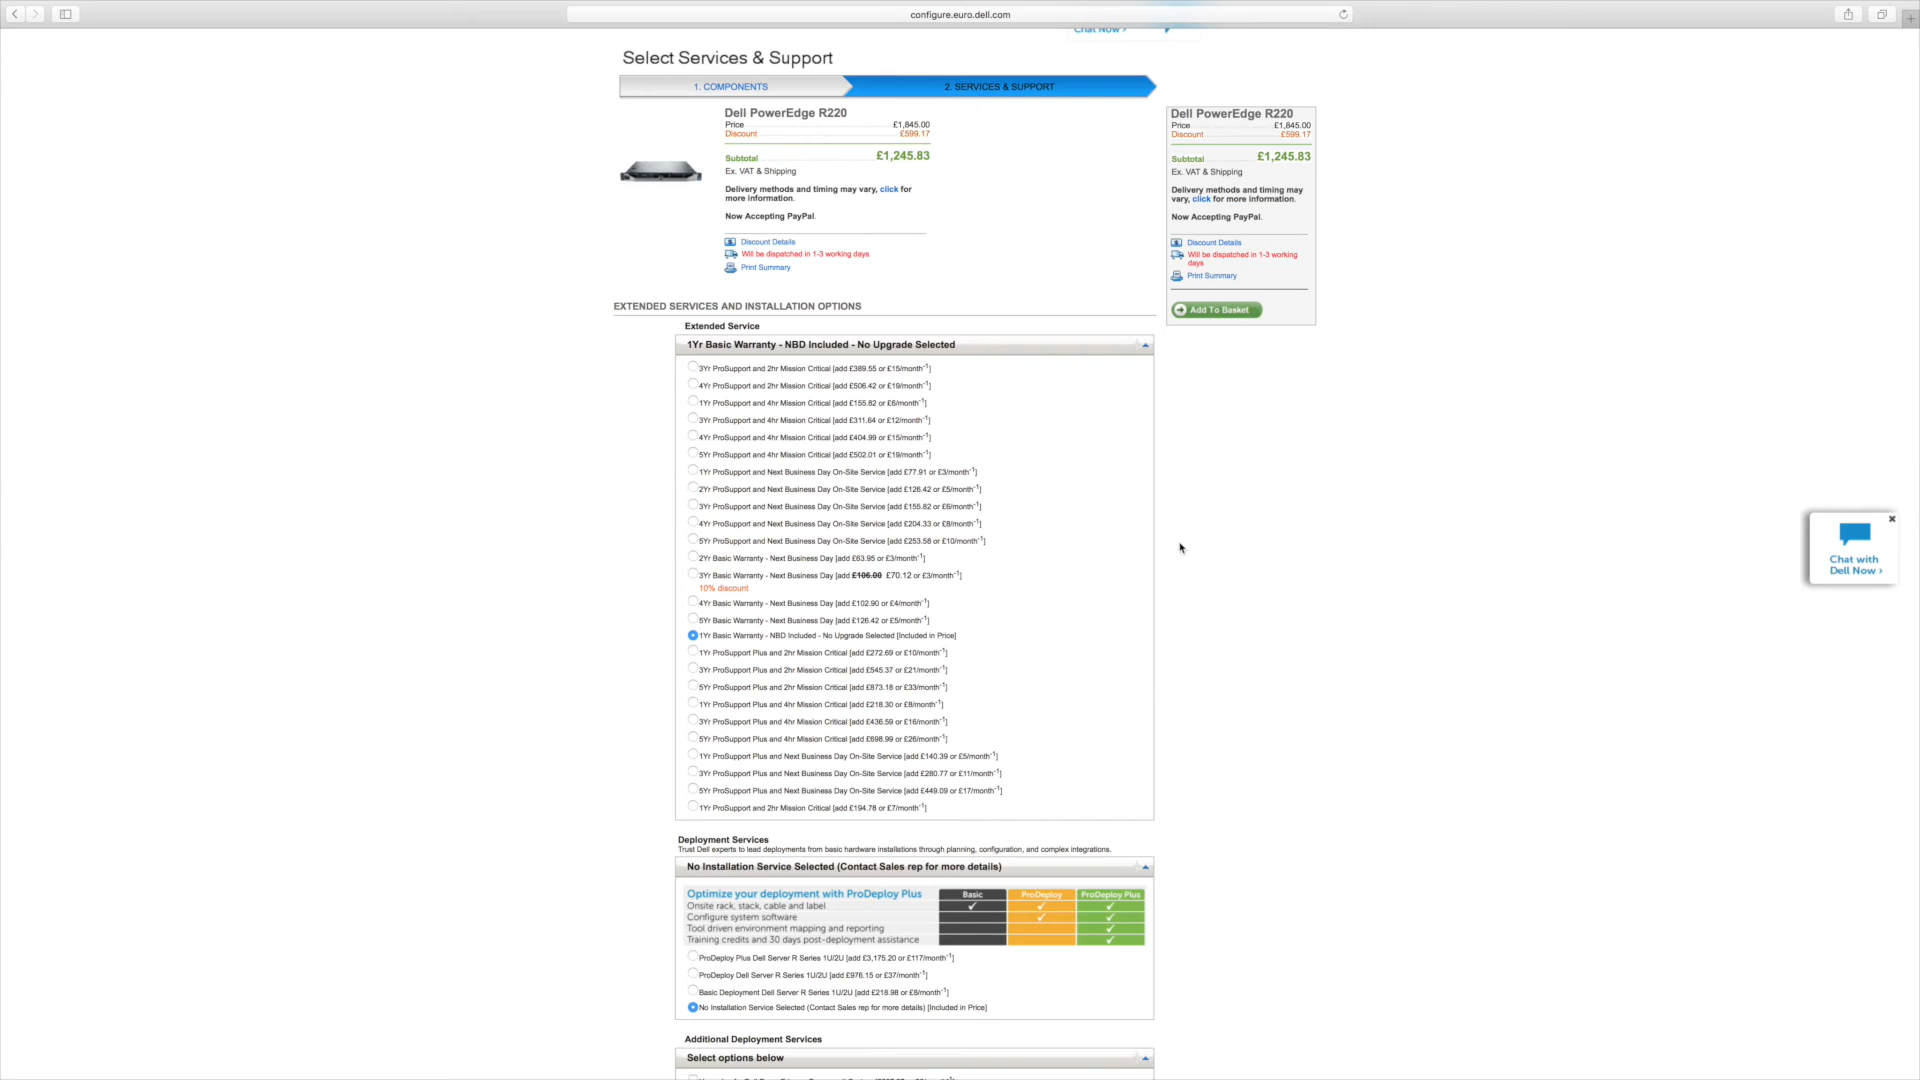 configure.euro.dell.com
Chat Now ›
Select Services & Support
1. COMPONENTS
2. SERVICES & SUPPORT
Dell PowerEdge R220
Price £1,845.00
Discount £599.17
Subtotal £1,245.83
Ex. VAT & Shipping
Delivery methods and timing may vary, click for
more information.
Now Accepting PayPal.
Discount Details
Will be dispatched in 1-3 working days
Print Summary
Dell PowerEdge R220
Price £1,845.00
Discount £599.17
Subtotal £1,245.83
Ex. VAT & Shipping
Delivery methods and timing may
vary, click for more information.
Now Accepting PayPal.
Discount Details
Will be dispatched in 1-3 working
days
Print Summary
Add To Basket
EXTENDED SERVICES AND INSTALLATION OPTIONS
Extended Service
1Yr Basic Warranty - NBD Included - No Upgrade Selected
3Yr ProSupport and 2hr Mission Critical [add £389.55 or £15/month-1]
4Yr ProSupport and 2hr Mission Critical [add £506.42 or £19/month-1]
1Yr ProSupport and 4hr Mission Critical [add £155.82 or £6/month-1]
3Yr ProSupport and 4hr Mission Critical [add £311.64 or £12/month-1]
4Yr ProSupport and 4hr Mission Critical [add £404.99 or £15/month-1]
5Yr ProSupport and 4hr Mission Critical [add £502.01 or £19/month-1]
1Yr ProSupport and Next Business Day On-Site Service [add £77.91 or £3/month-1]
2Yr ProSupport and Next Business Day On-Site Service [add £126.42 or £5/month-1]
3Yr ProSupport and Next Business Day On-Site Service [add £155.82 or £6/month-1]
4Yr ProSupport and Next Business Day On-Site Service [add £204.33 or £8/month-1]
5Yr ProSupport and Next Business Day On-Site Service [add £253.58 or £10/month-1]
2Yr Basic Warranty - Next Business Day [add £63.95 or £3/month-1]
3Yr Basic Warranty - Next Business Day [add £106.00 £70.12 or £3/month-1]
10% discount
4Yr Basic Warranty - Next Business Day [add £102.90 or £4/month-1]
5Yr Basic Warranty - Next Business Day [add £126.42 or £5/month-1]
1Yr Basic Warranty - NBD Included - No Upgrade Selected [Included in Price]
1Yr ProSupport Plus and 2hr Mission Critical [add £272.69 or £10/month-1]
3Yr ProSupport Plus and 2hr Mission Critical [add £545.37 or £21/month-1]
5Yr ProSupport Plus and 2hr Mission Critical [add £873.18 or £33/month-1]
1Yr ProSupport Plus and 4hr Mission Critical [add £218.30 or £8/month-1]
3Yr ProSupport Plus and 4hr Mission Critical [add £436.59 or £16/month-1]
5Yr ProSupport Plus and 4hr Mission Critical [add £698.99 or £26/month-1]
1Yr ProSupport Plus and Next Business Day On-Site Service [add £140.39 or £5/month-1]
3Yr ProSupport Plus and Next Business Day On-Site Service [add £280.77 or £11/month-1]
5Yr ProSupport Plus and Next Business Day On-Site Service [add £449.09 or £17/month-1]
1Yr ProSupport and 2hr Mission Critical [add £194.78 or £7/month-1]
Chat with
Dell Now ›
Deployment Services
Trust Dell experts to lead deployments from basic hardware installations through planning, configuration, and complex integrations.
No Installation Service Selected (Contact Sales rep for more details)
Optimize your deployment with ProDeploy Plus Basic ProDeploy ProDeploy Plus
Onsite rack, stack, cable and label ✓ ✓ ✓
Configure system software ✓ ✓
Tool driven environment mapping and reporting ✓
Training credits and 30 days post-deployment assistance ✓
ProDeploy Plus Dell Server R Series 1U/2U [add £3,175.20 or £117/month-1]
ProDeploy Dell Server R Series 1U/2U [add £976.15 or £37/month-1]
Basic Deployment Dell Server R Series 1U/2U [add £218.98 or £8/month-1]
No Installation Service Selected (Contact Sales rep for more details) [Included in Price]
Additional Deployment Services
Select options below